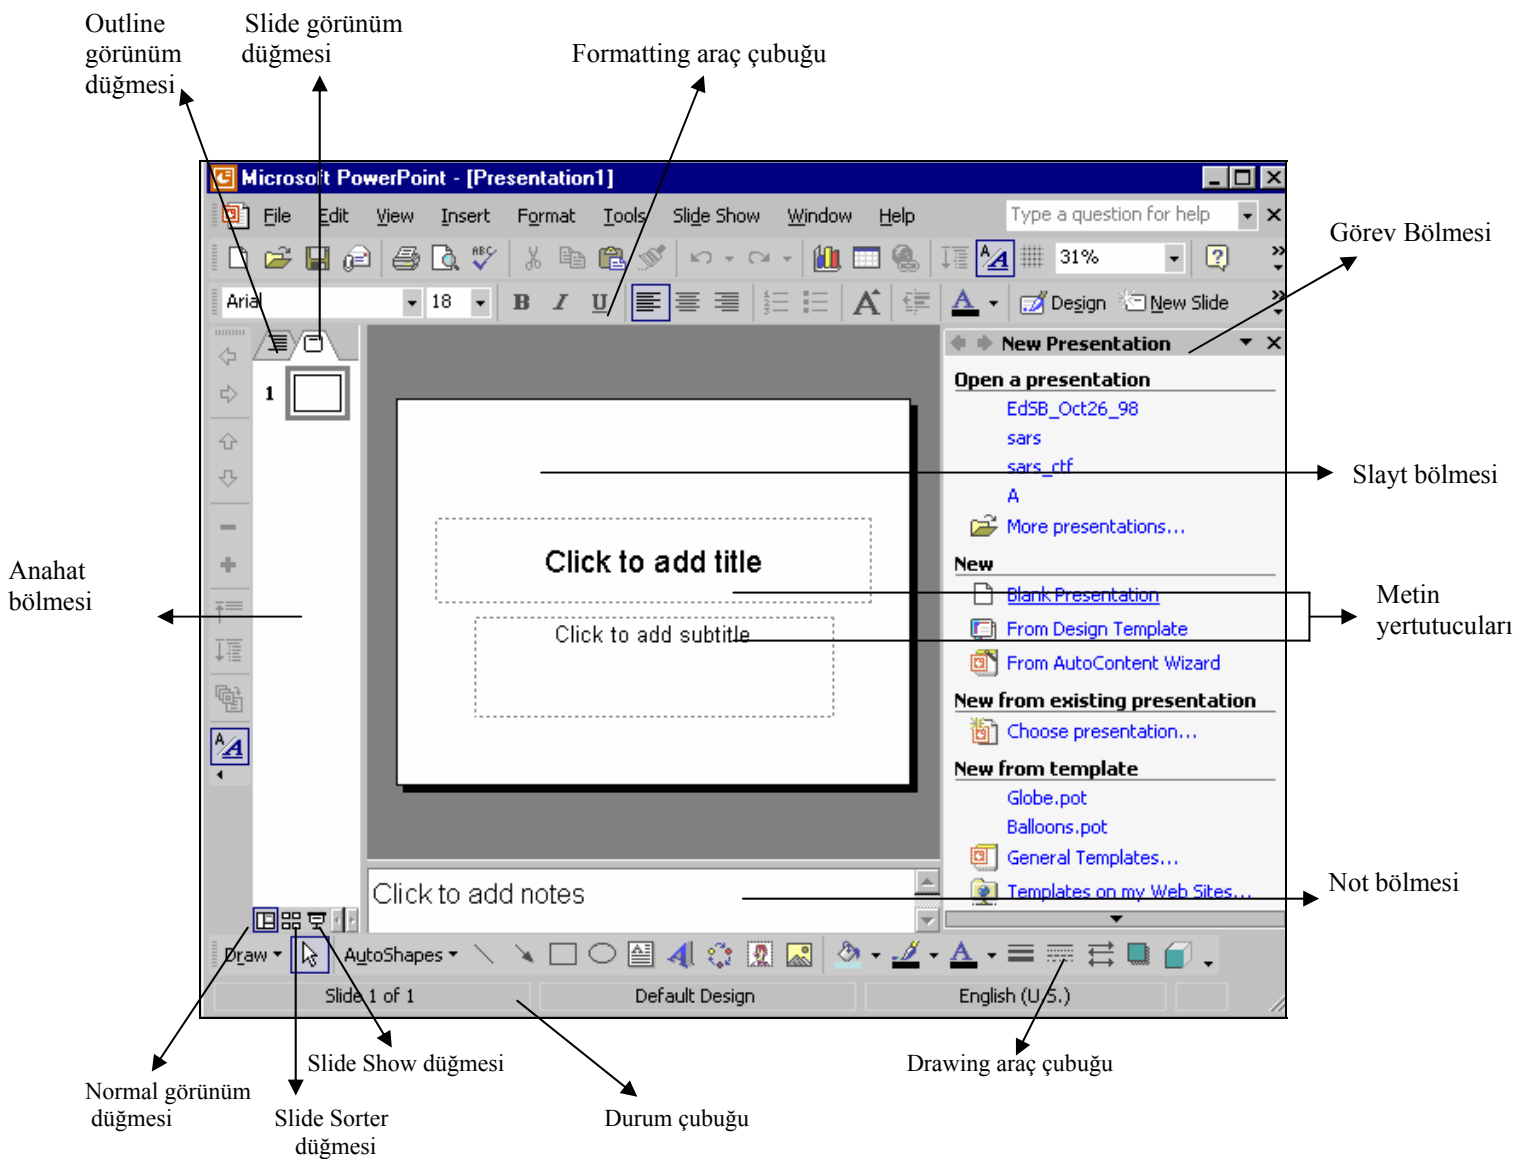 Outline
görünüm
düğmesi
Slide görünüm
düğmesi
Formatting araç çubuğu
Microsoft PowerPoint - [Presentation1]
File Edit View Insert Format Tools Slide Show Window Help Type a question for help
ABC 31%
Görev Bölmesi
Arial 18 B I U A A Design New Slide
New Presentation
1
Open a presentation
EdSB_Oct26_98
sars
sars_ctf
A
More presentations...
Slayt bölmesi
Click to add title
Click to add subtitle
Anahat
bölmesi
New
Blank Presentation
From Design Template
From AutoContent Wizard
Metin
yertutucuları
New from existing presentation
Choose presentation...
New from template
Globe.pot
Balloons.pot
General Templates...
Templates on my Web Sites...
Click to add notes
Not bölmesi
Draw AutoShapes A A
Slide 1 of 1 Default Design English (U.S.)
Normal görünüm
düğmesi
Slide Show düğmesi
Slide Sorter
düğmesi
Durum çubuğu
Drawing araç çubuğu